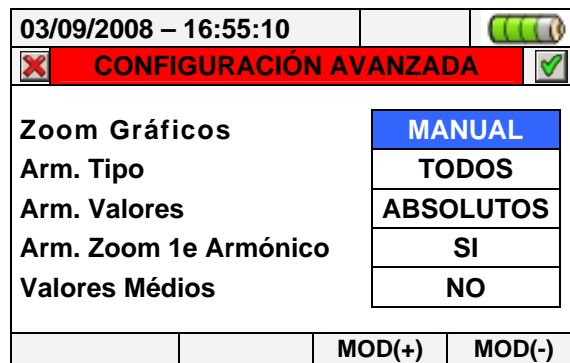 03/09/2008 – 16:55:10
CONFIGURACIÓN AVANZADA
Zoom Gráficos MANUAL
Arm. Tipo TODOS
Arm. Valores ABSOLUTOS
Arm. Zoom 1e Armónico SI
Valores Médios NO
MOD(+) MOD(-)